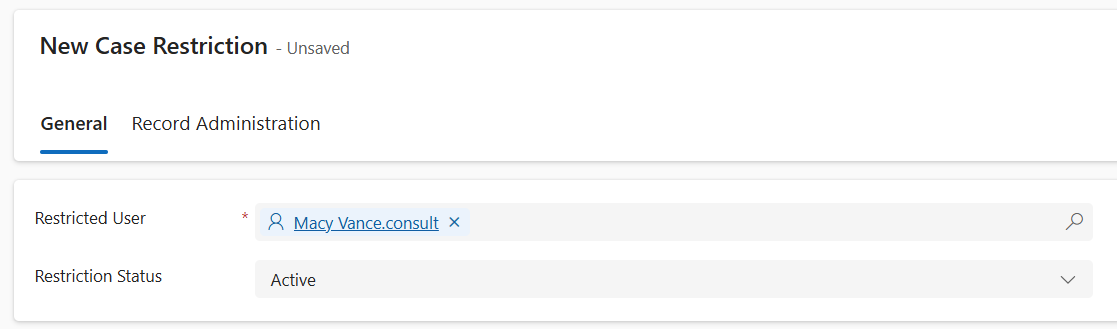 New Case Restriction - Unsaved
General Record Administration
Restricted User * Macy Vance.consult
Restriction Status Active